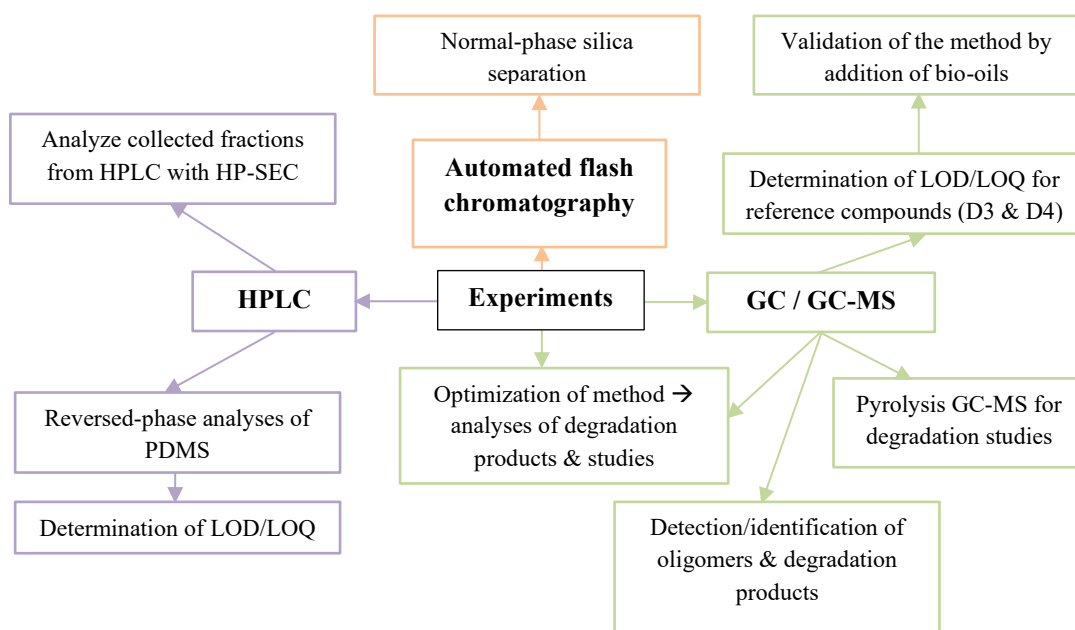 Normal-phase silica
separation
Validation of the method by
addition of bio-oils
Analyze collected fractions
from HPLC with HP-SEC
Automated flash
chromatography
Determination of LOD/LOQ for
reference compounds (D3 & D4)
HPLC
Experiments
GC / GC-MS
Reversed-phase analyses of
PDMS
Optimization of method →
analyses of degradation
products & studies
Pyrolysis GC-MS for
degradation studies
Determination of LOD/LOQ
Detection/identification of
oligomers & degradation
products